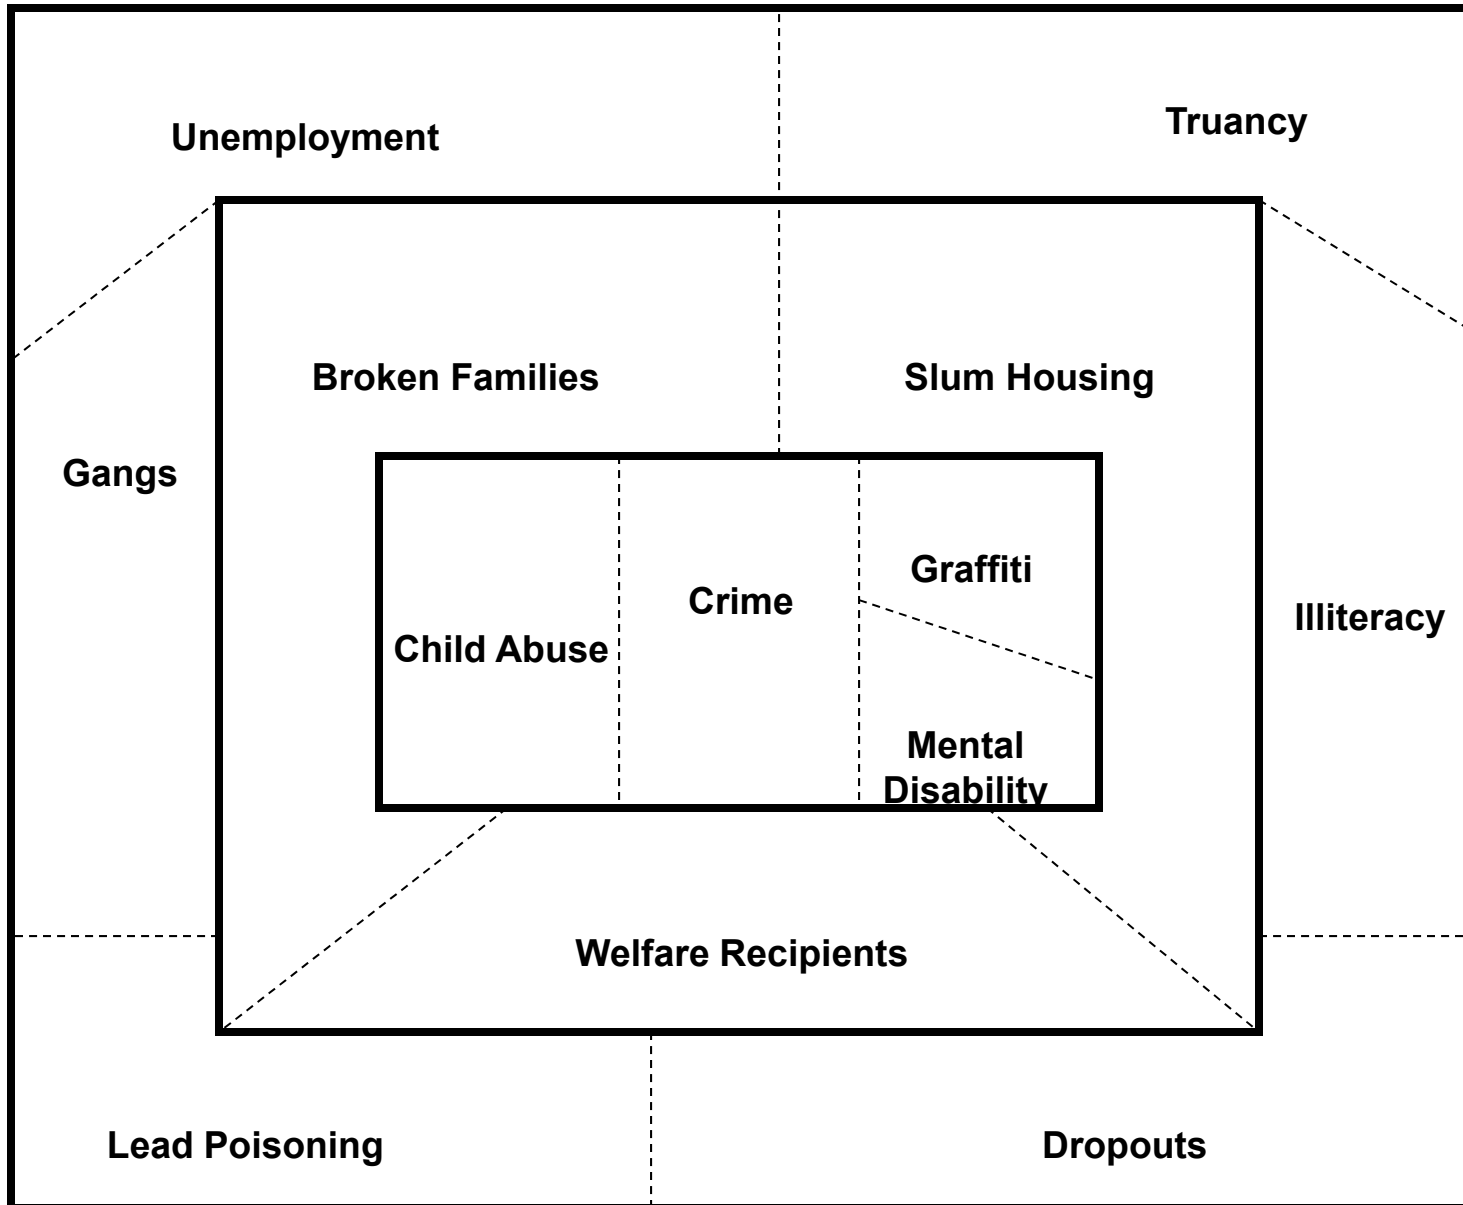 Unemployment
Truancy
Broken Families
Slum Housing
Gangs
Graffiti
Crime
Illiteracy
Child Abuse
Mental
Disability
Welfare Recipients
Lead Poisoning
Dropouts